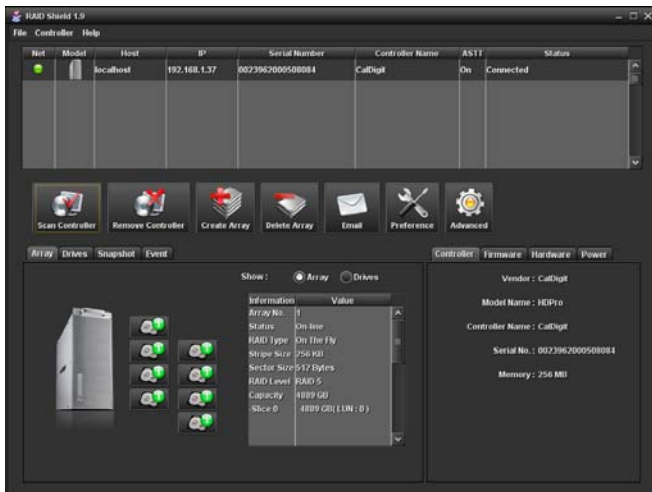 RAID Shield 1.9
File Controller Help
Net Model Host IP Serial Number Controller Name ASTT Status
localhost 192.168.1.37 0023962000508084 CalDigit On Connected
Scan Controller Remove Controller Create Array Delete Array Email Preference Advanced
Array Drives Snapshot Event
Controller Firmware Hardware Power
Show : Array Drives
Information Value
Array No. 1
Status On-line
RAID Type On The Fly
Stripe Size 256 KB
Sector Size 512 Bytes
RAID Level RAID 5
Capacity 4889 GB
.Slice 0 4889 GB( LUN : 0 )
Vendor : CalDigit
Model Name : HDPro
Controller Name : CalDigit
Serial No. : 0023962000508084
Memory : 256 MB